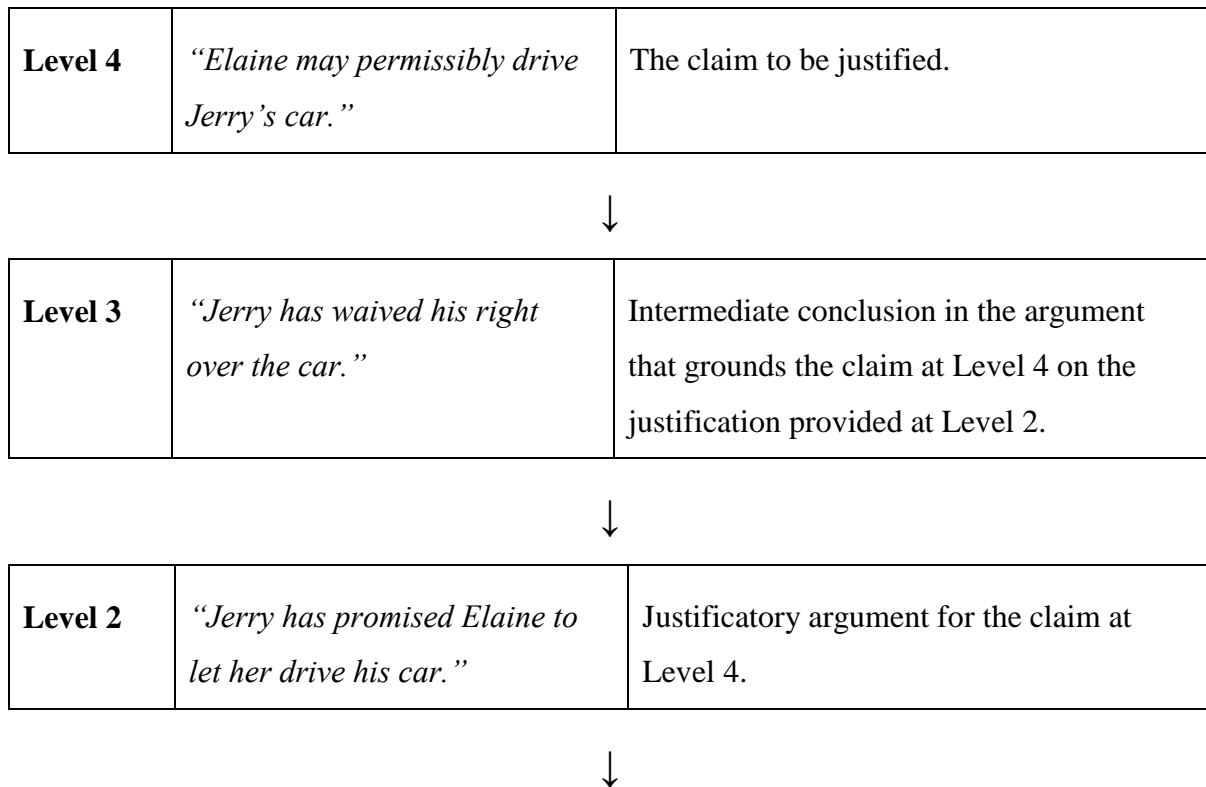 Level 4
“Elaine may permissibly drive
Jerry’s car.”
The claim to be justified.
↓
Level 3
“Jerry has waived his right
over the car.”
Intermediate conclusion in the argument
that grounds the claim at Level 4 on the
justification provided at Level 2.
↓
Level 2
“Jerry has promised Elaine to
let her drive his car.”
Justificatory argument for the claim at
Level 4.
↓